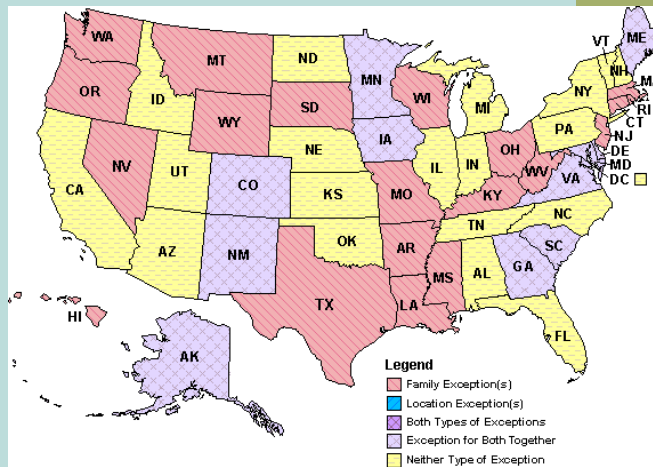 WA
MT
ND
MN
VT
ME
OR
ID
SD
WI
MI
NY
NH
MA
RI
CT
WY
NE
IA
PA
NJ
DE
MD
DC
NV
UT
CO
KS
IL
IN
OH
WV
VA
CA
MO
KY
AZ
NM
OK
AR
TN
NC
SC
TX
LA
MS
AL
GA
FL
HI
AK
Legend
Family Exception(s)
Location Exception(s)
Both Types of Exceptions
Exception for Both Together
Neither Type of Exception